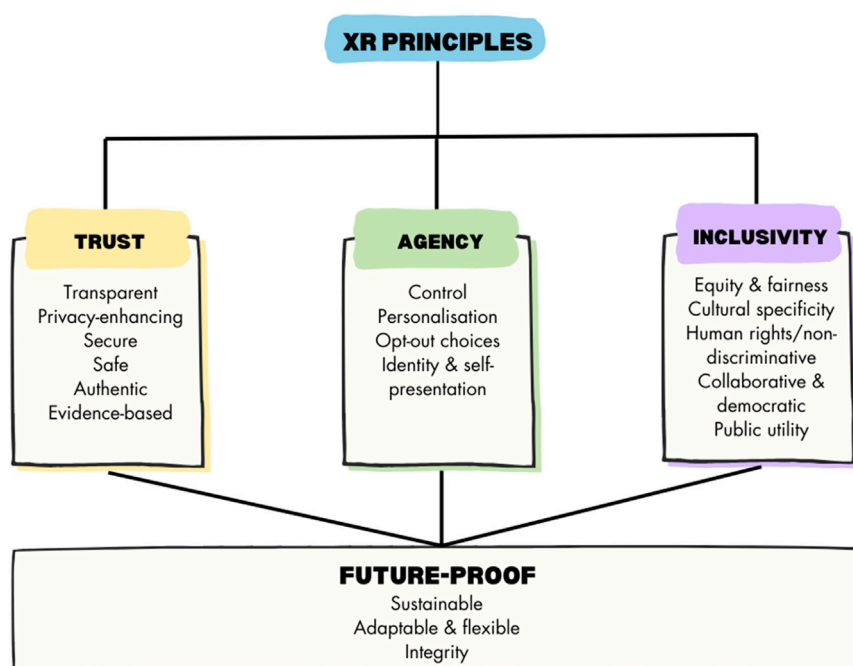 XR PRINCIPLES
TRUST
Transparent
Privacy-enhancing
Secure
Safe
Authentic
Evidence-based
AGENCY
Control
Personalisation
Opt-out choices
Identity & self-
presentation
INCLUSIVITY
Equity & fairness
Cultural specificity
Human rights/non-
discriminative
Collaborative &
democratic
Public utility
FUTURE-PROOF
Sustainable
Adaptable & flexible
Integrity